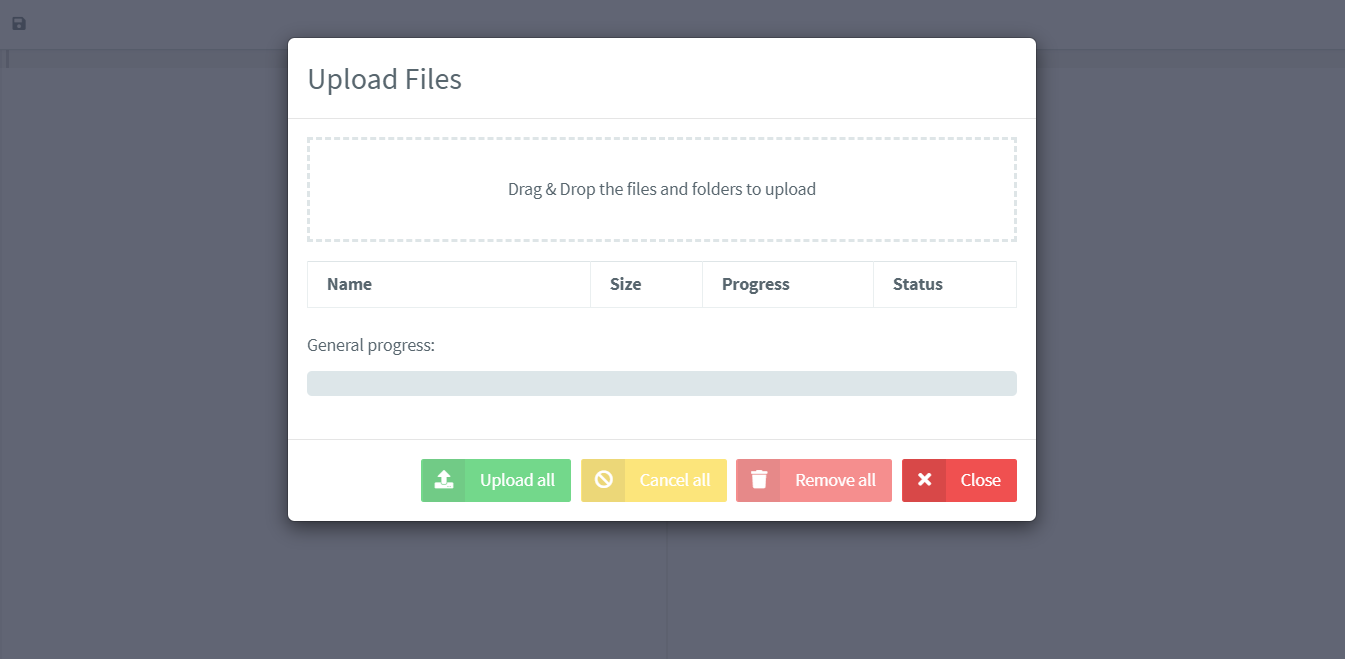 Upload Files
Drag & Drop the files and folders to upload
Name Size Progress Status
General progress:
Upload all Cancel all Remove all Close